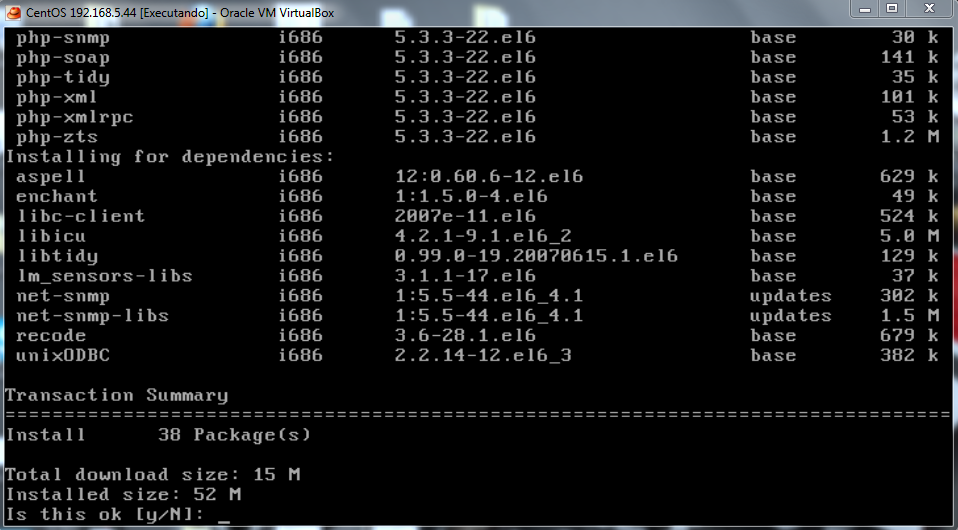 CentOS 192.168.5.44 [Executando] - Oracle VM VirtualBox
php-snmp i686 5.3.3-22.el6 base 30 k
php-soap i686 5.3.3-22.el6 base 141 k
php-tidy i686 5.3.3-22.el6 base 35 k
php-xml i686 5.3.3-22.el6 base 101 k
php-xmlrpc i686 5.3.3-22.el6 base 53 k
php-zts i686 5.3.3-22.el6 base 1.2 M
Installing for dependencies:
aspell i686 12:0.60.6-12.el6 base 629 k
enchant i686 1:1.5.0-4.el6 base 49 k
libc-client i686 2007e-11.el6 base 524 k
libicu i686 4.2.1-9.1.el6_2 base 5.0 M
libtidy i686 0.99.0-19.20070615.1.el6 base 129 k
lm_sensors-libs i686 3.1.1-17.el6 base 37 k
net-snmp i686 1:5.5-44.el6_4.1 updates 302 k
net-snmp-libs i686 1:5.5-44.el6_4.1 updates 1.5 M
recode i686 3.6-28.1.el6 base 679 k
unixODBC i686 2.2.14-12.el6_3 base 382 k
Transaction Summary
================================================================================
Install 38 Package(s)
Total download size: 15 M
Installed size: 52 M
Is this ok [y/N]: _